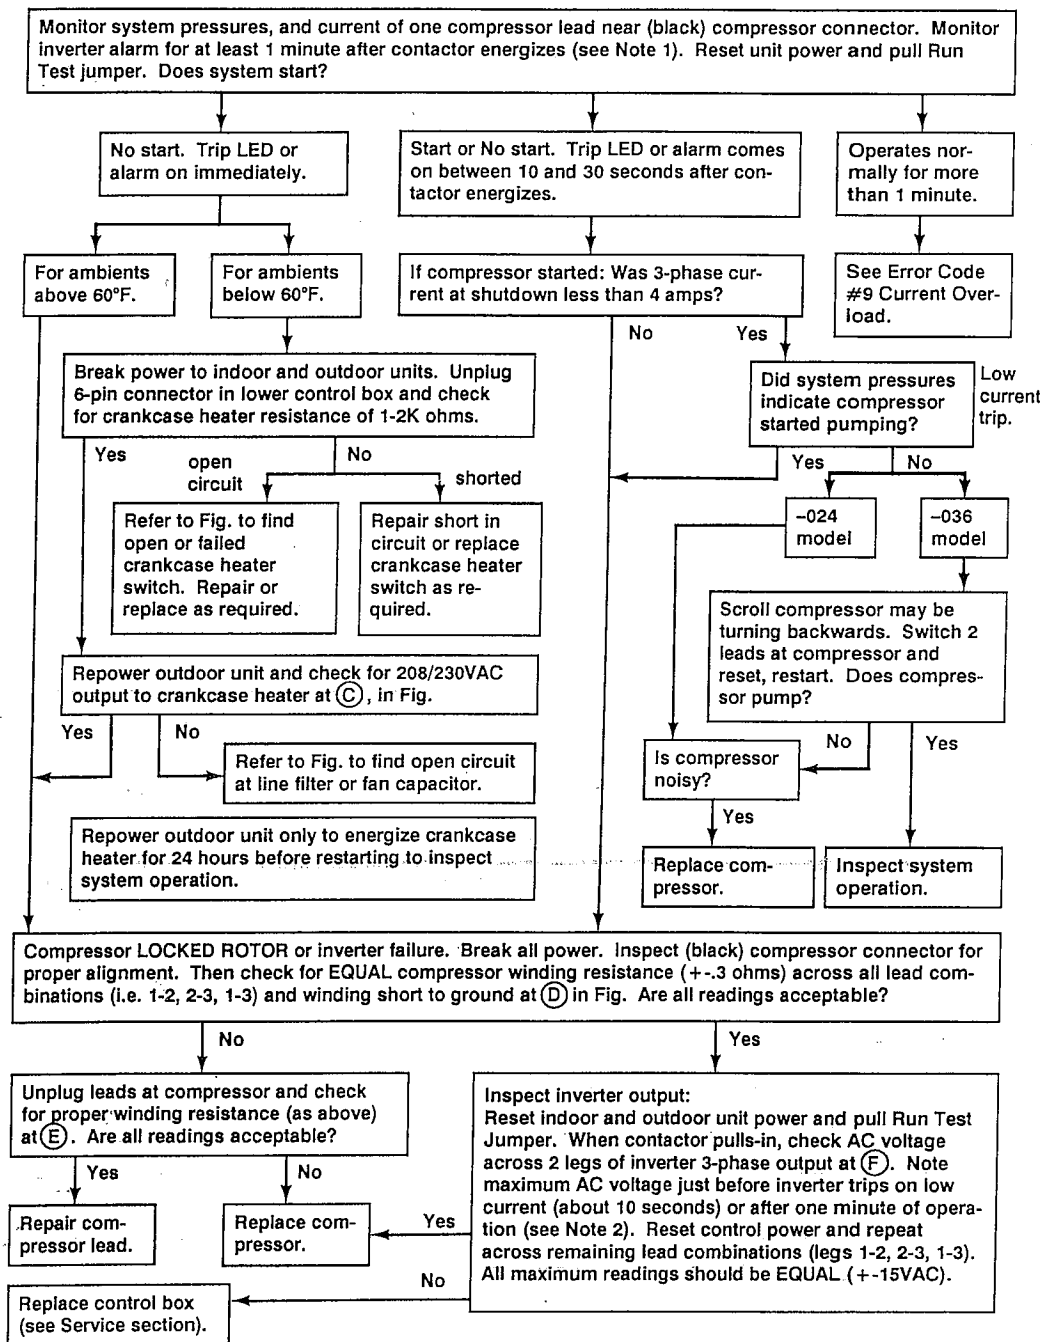 Monitor system pressures, and current of one compressor lead near (black) compressor connector. Monitor
inverter alarm for at least 1 minute after contactor energizes (see Note 1). Reset unit power and pull Run
Test jumper. Does system start?
No start. Trip LED or
alarm on immediately.
Start or No start. Trip LED or alarm comes
on between 10 and 30 seconds after con-
tactor energizes.
Operates nor-
mally for more
than 1 minute.
For ambients
above 60°F.
For ambients
below 60°F.
If compressor started: Was 3-phase cur-
rent at shutdown less than 4 amps?
See Error Code
#9 Current Over-
load.
No
Yes
Break power to indoor and outdoor units. Unplug
6-pin connector in lower control box and check
for crankcase heater resistance of 1-2K ohms.
Did system pressures
indicate compressor
started pumping?
Low
current
trip.
Yes
open
circuit
No
shorted
Yes
No
Refer to Fig. to find
open or failed
crankcase heater
switch. Repair or
replace as required.
Repair short in
circuit or replace
crankcase heater
switch as re-
quired.
-024
model
-036
model
Scroll compressor may be
turning backwards. Switch 2
leads at compressor and
reset, restart. Does compres-
sor pump?
Repower outdoor unit and check for 208/230VAC
output to crankcase heater at Ⓒ, in Fig.
Yes
No
No
Yes
Refer to Fig. to find open circuit
at line filter or fan capacitor.
Is compressor
noisy?
Yes
Repower outdoor unit only to energize crankcase
heater for 24 hours before restarting to inspect
system operation.
Replace com-
pressor.
Inspect system
operation.
Compressor LOCKED ROTOR or inverter failure. Break all power. Inspect (black) compressor connector for
proper alignment. Then check for EQUAL compressor winding resistance (+-.3 ohms) across all lead com-
binations (i.e. 1-2, 2-3, 1-3) and winding short to ground at Ⓓ in Fig. Are all readings acceptable?
No
Yes
Unplug leads at compressor and check
for proper winding resistance (as above)
at Ⓔ. Are all readings acceptable?
Yes
No
Repair com-
pressor lead.
Replace com-
pressor.
Inspect inverter output:
Reset indoor and outdoor unit power and pull Run Test
Jumper. When contactor pulls-in, check AC voltage
across 2 legs of inverter 3-phase output at Ⓕ. Note
maximum AC voltage just before inverter trips on low
current (about 10 seconds) or after one minute of opera-
tion (see Note 2). Reset control power and repeat
across remaining lead combinations (legs 1-2, 2-3, 1-3).
All maximum readings should be EQUAL (+-15VAC).
Yes
No
Replace control box
(see Service section).